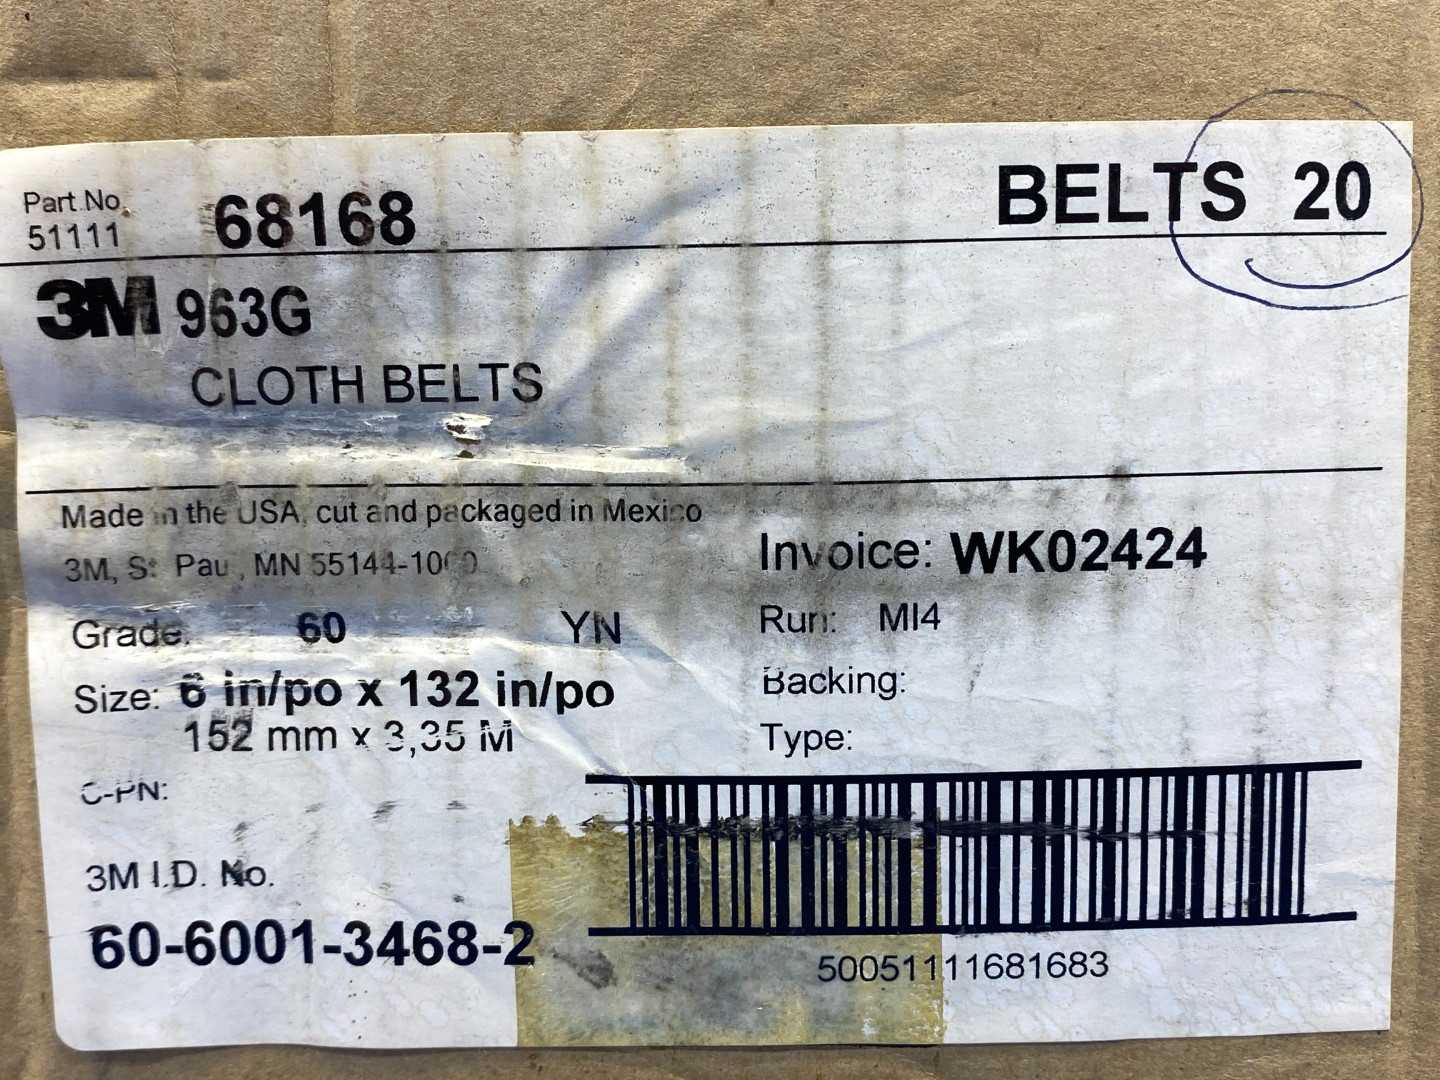 Part No. 68168 BELTS 20
51111
3M 963G
CLOTH BELTS
Made in the USA, cut and packaged in Mexico
3M, St. Paul, MN 55144-1000
Invoice: WK02424
Grade: 60 YN
Run: MI4
Size: 6 in/po x 132 in/po
152 mm x 3,35 M
Backing:
Type:
C-PN:
3M I.D. No.
60-6001-3468-2
50051111681683